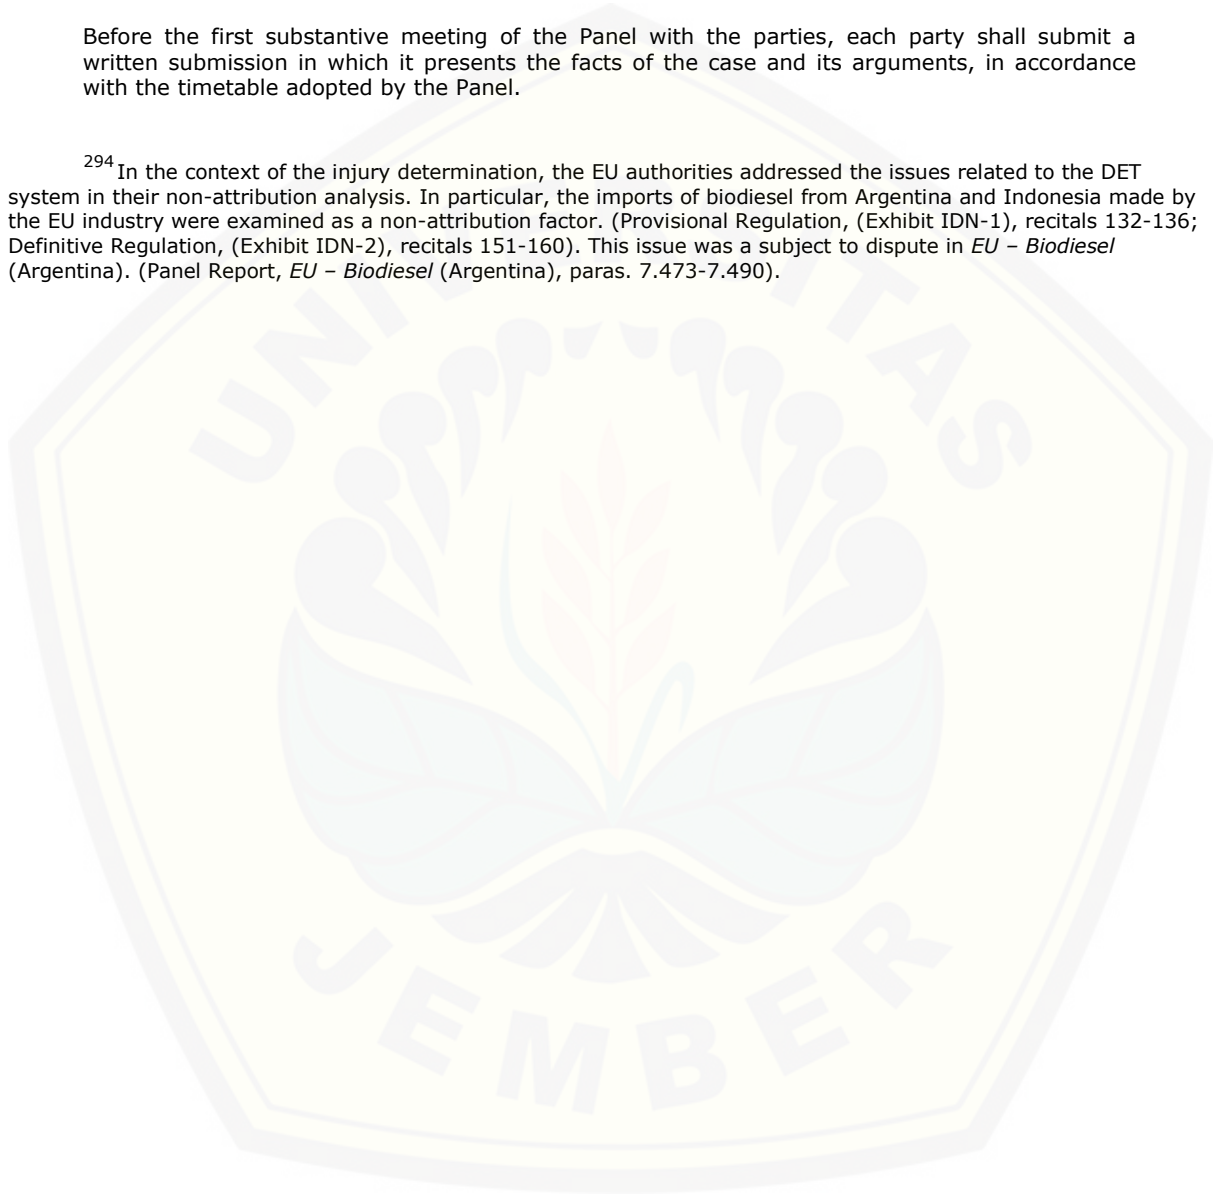 Before the first substantive meeting of the Panel with the parties, each party shall submit a
written submission in which it presents the facts of the case and its arguments, in accordance
with the timetable adopted by the Panel.
294 In the context of the injury determination, the EU authorities addressed the issues related to the DET
system in their non-attribution analysis. In particular, the imports of biodiesel from Argentina and Indonesia made by
the EU industry were examined as a non-attribution factor. (Provisional Regulation, (Exhibit IDN-1), recitals 132-136;
Definitive Regulation, (Exhibit IDN-2), recitals 151-160). This issue was a subject to dispute in EU – Biodiesel
(Argentina). (Panel Report, EU – Biodiesel (Argentina), paras. 7.473-7.490).
UNIVERSITAS
JEMBER